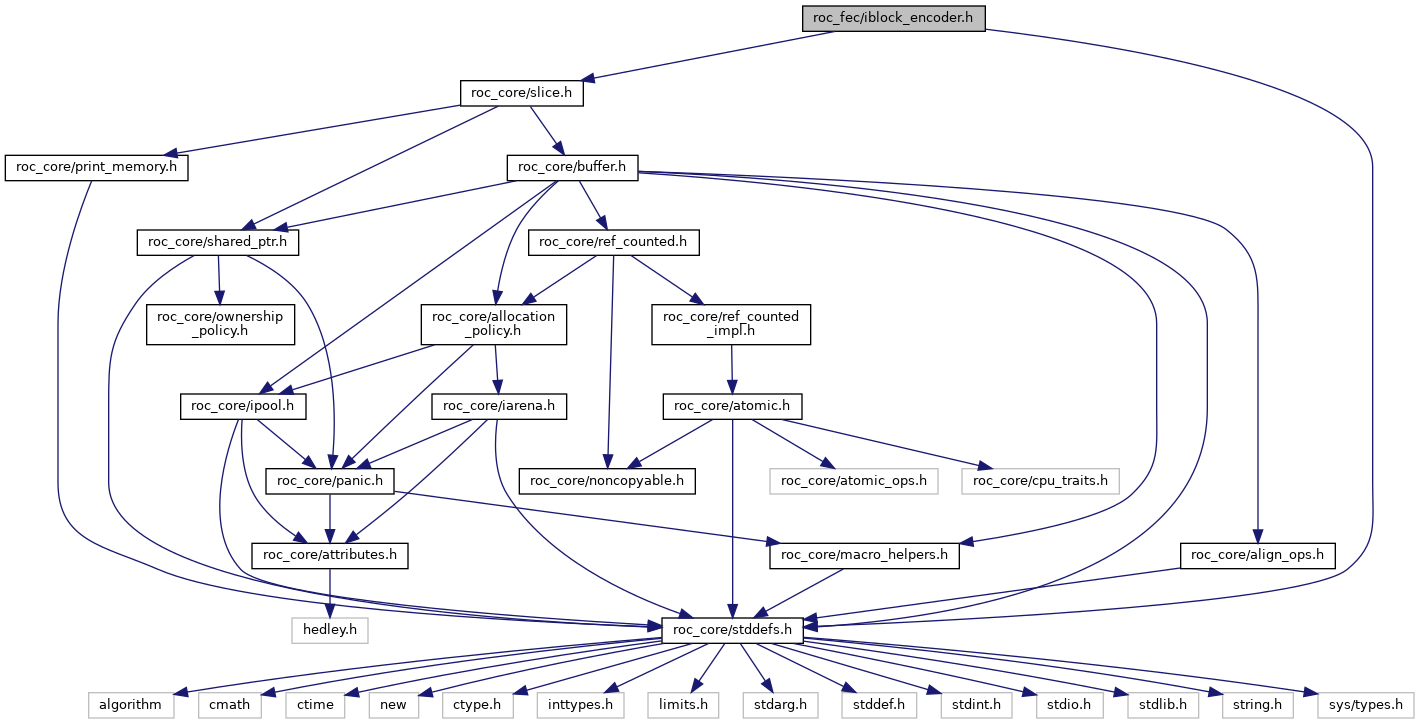 roc_fec/iblock_encoder.h
roc_core/slice.h
roc_core/print_memory.h
roc_core/buffer.h
roc_core/shared_ptr.h
roc_core/ref_counted.h
roc_core/ownership
_policy.h
roc_core/allocation
_policy.h
roc_core/ref_counted
_impl.h
roc_core/ipool.h
roc_core/iarena.h
roc_core/atomic.h
roc_core/panic.h
roc_core/noncopyable.h
roc_core/atomic_ops.h
roc_core/cpu_traits.h
roc_core/attributes.h
roc_core/macro_helpers.h
roc_core/align_ops.h
hedley.h
roc_core/stddefs.h
algorithm
cmath
ctime
new
ctype.h
inttypes.h
limits.h
stdarg.h
stddef.h
stdint.h
stdio.h
stdlib.h
string.h
sys/types.h